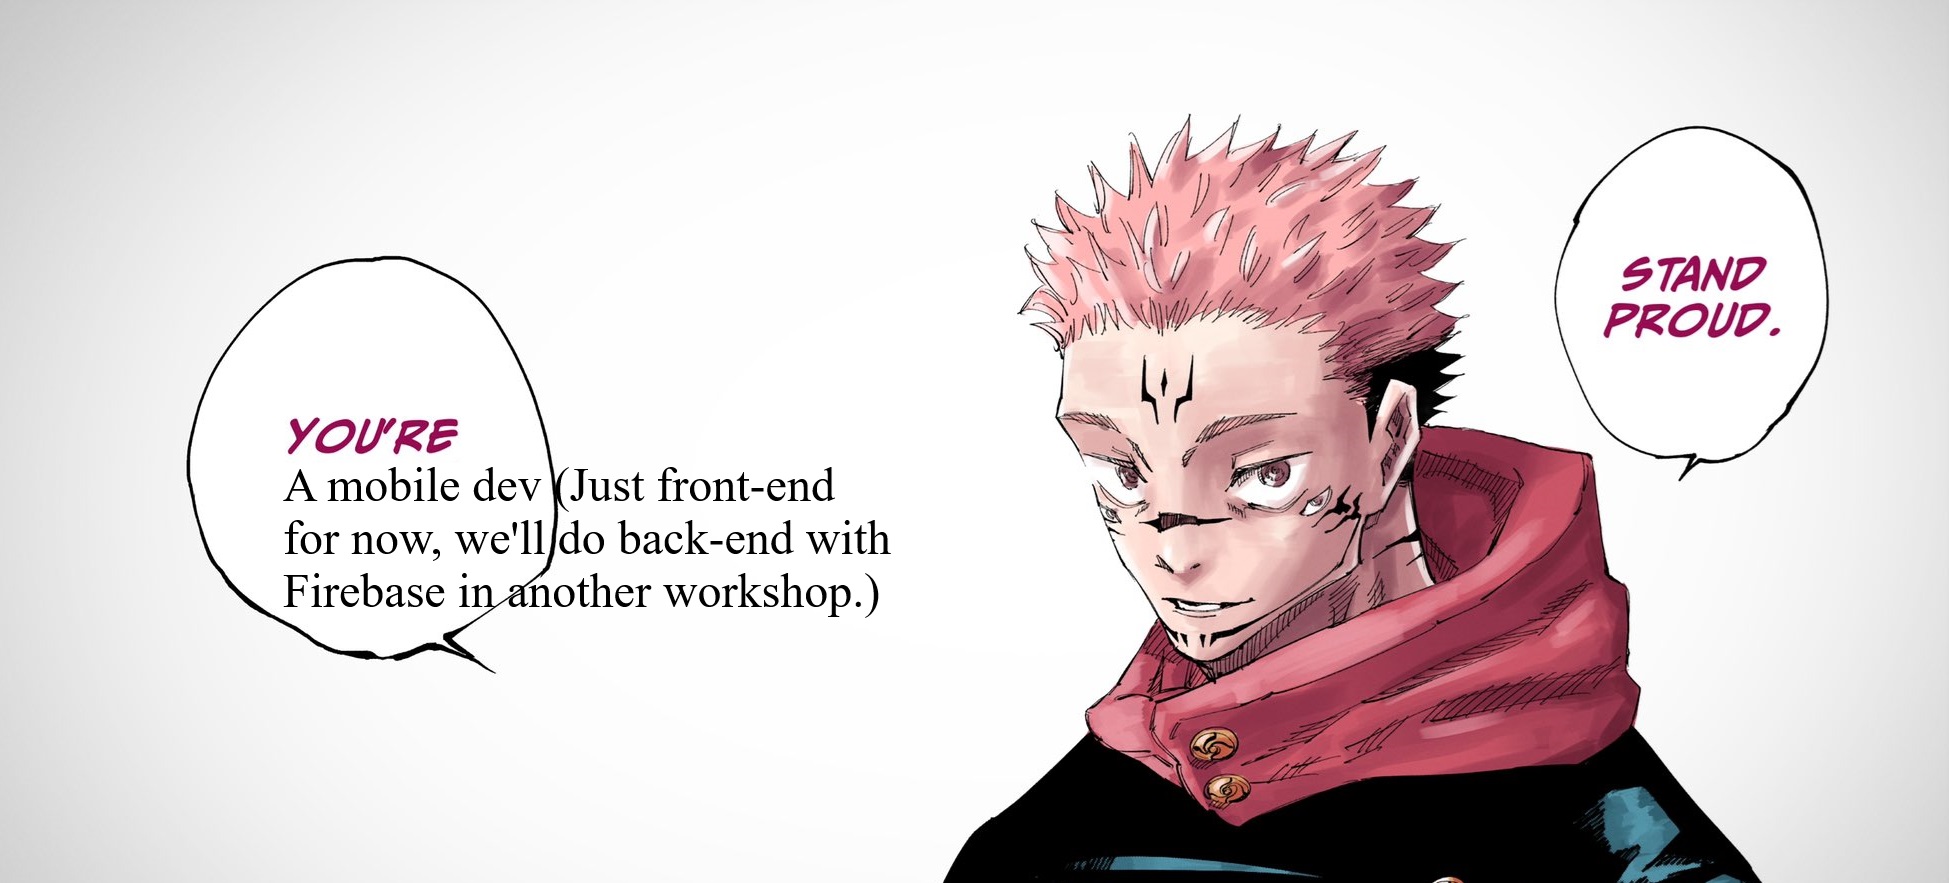 STAND
PROUD.
YOU'RE
A mobile dev (Just front-end
for now, we'll do back-end with
Firebase in another workshop.)